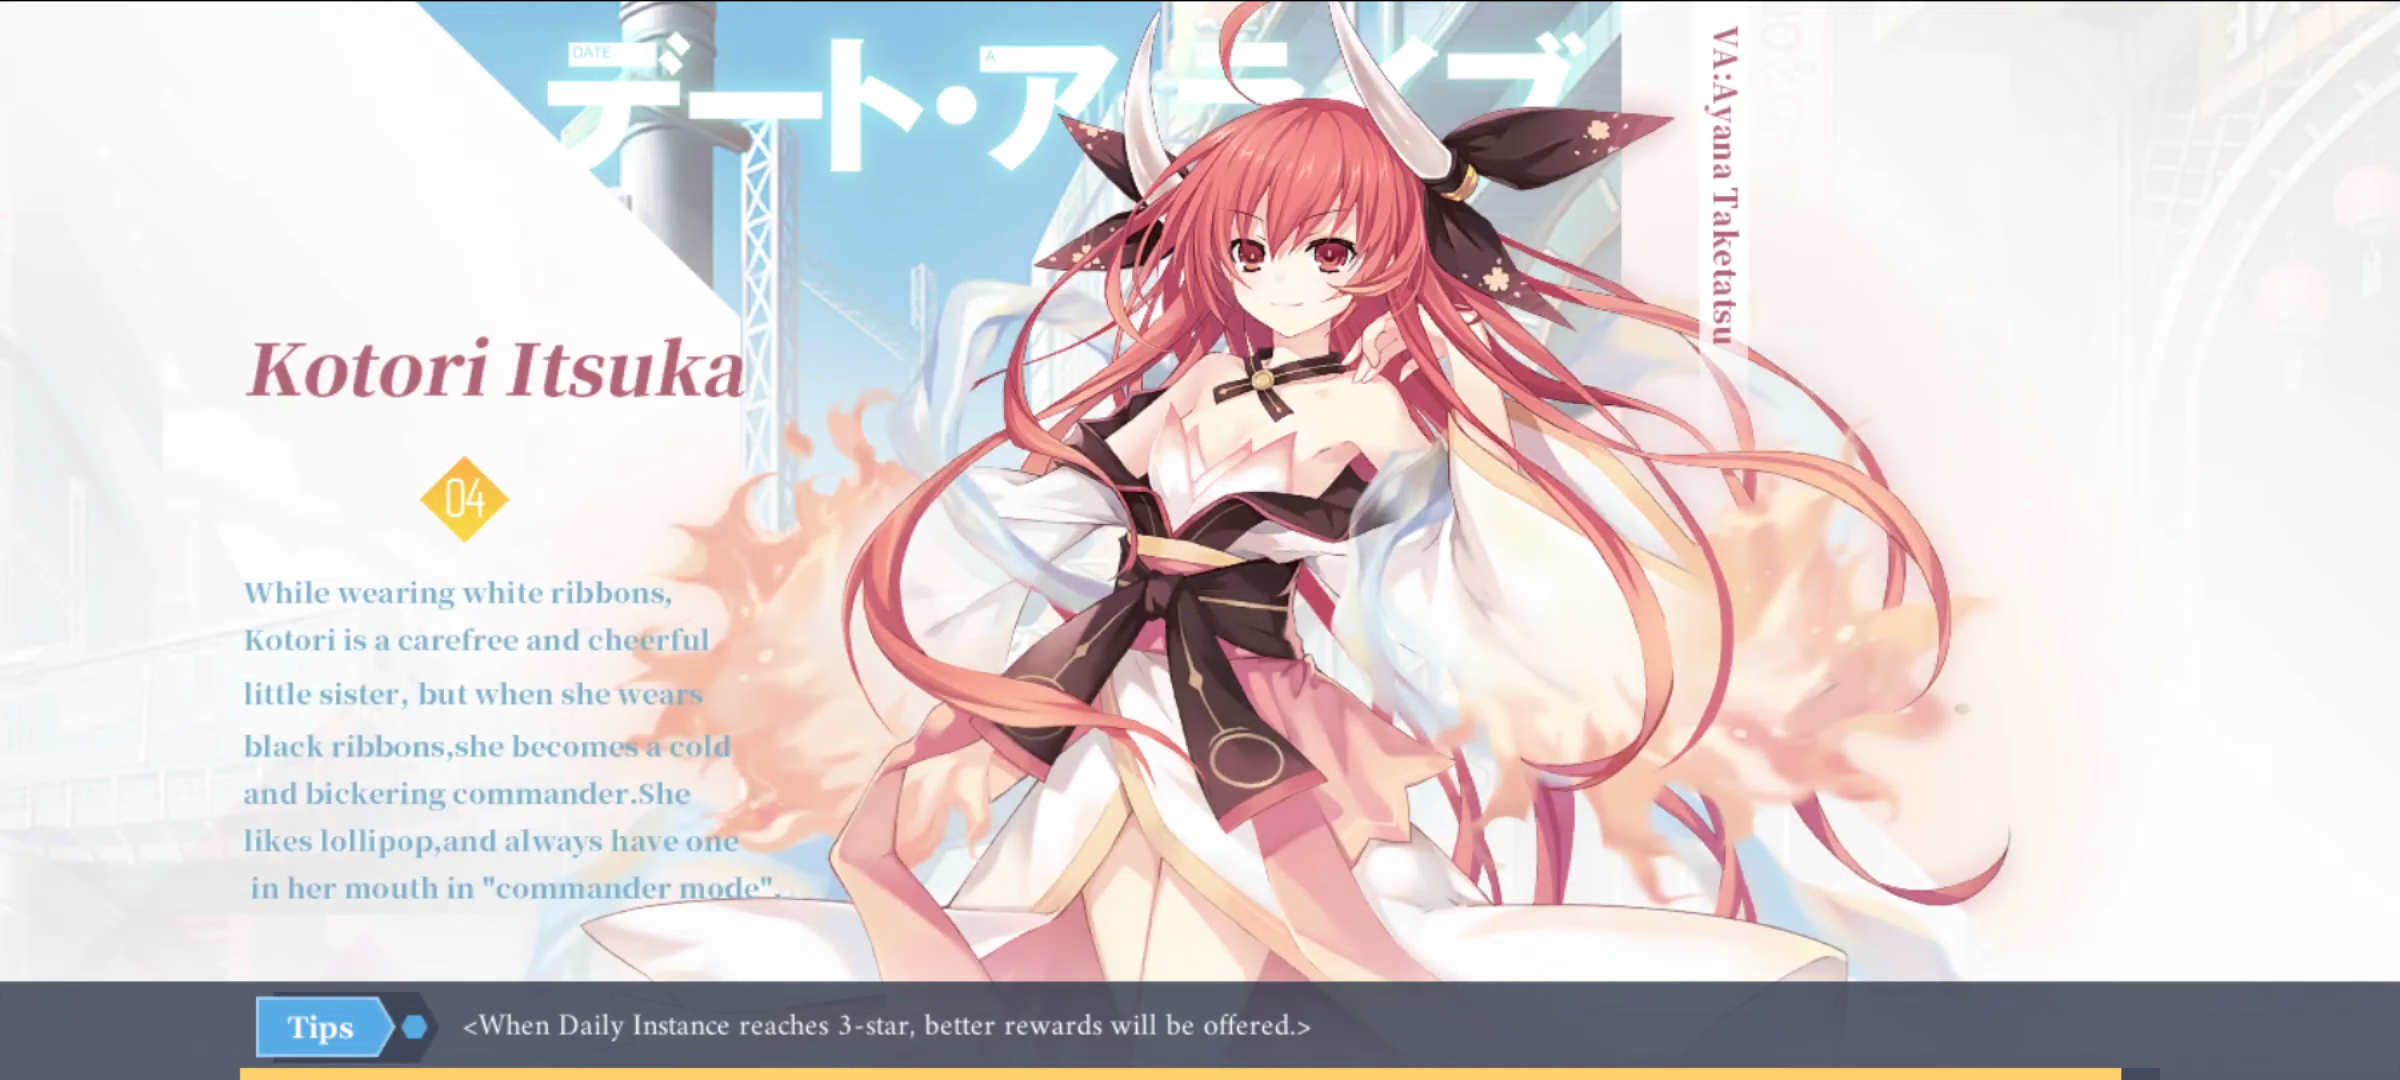 DATE
A
デート・アライブ
VA:Ayana Taketatsu
Kotori Itsuka
04
While wearing white ribbons,
Kotori is a carefree and cheerful
little sister, but when she wears
black ribbons,she becomes a cold
and bickering commander.She
likes lollipop,and always have one
in her mouth in "commander mode".
Tips
<When Daily Instance reaches 3-star, better rewards will be offered.>